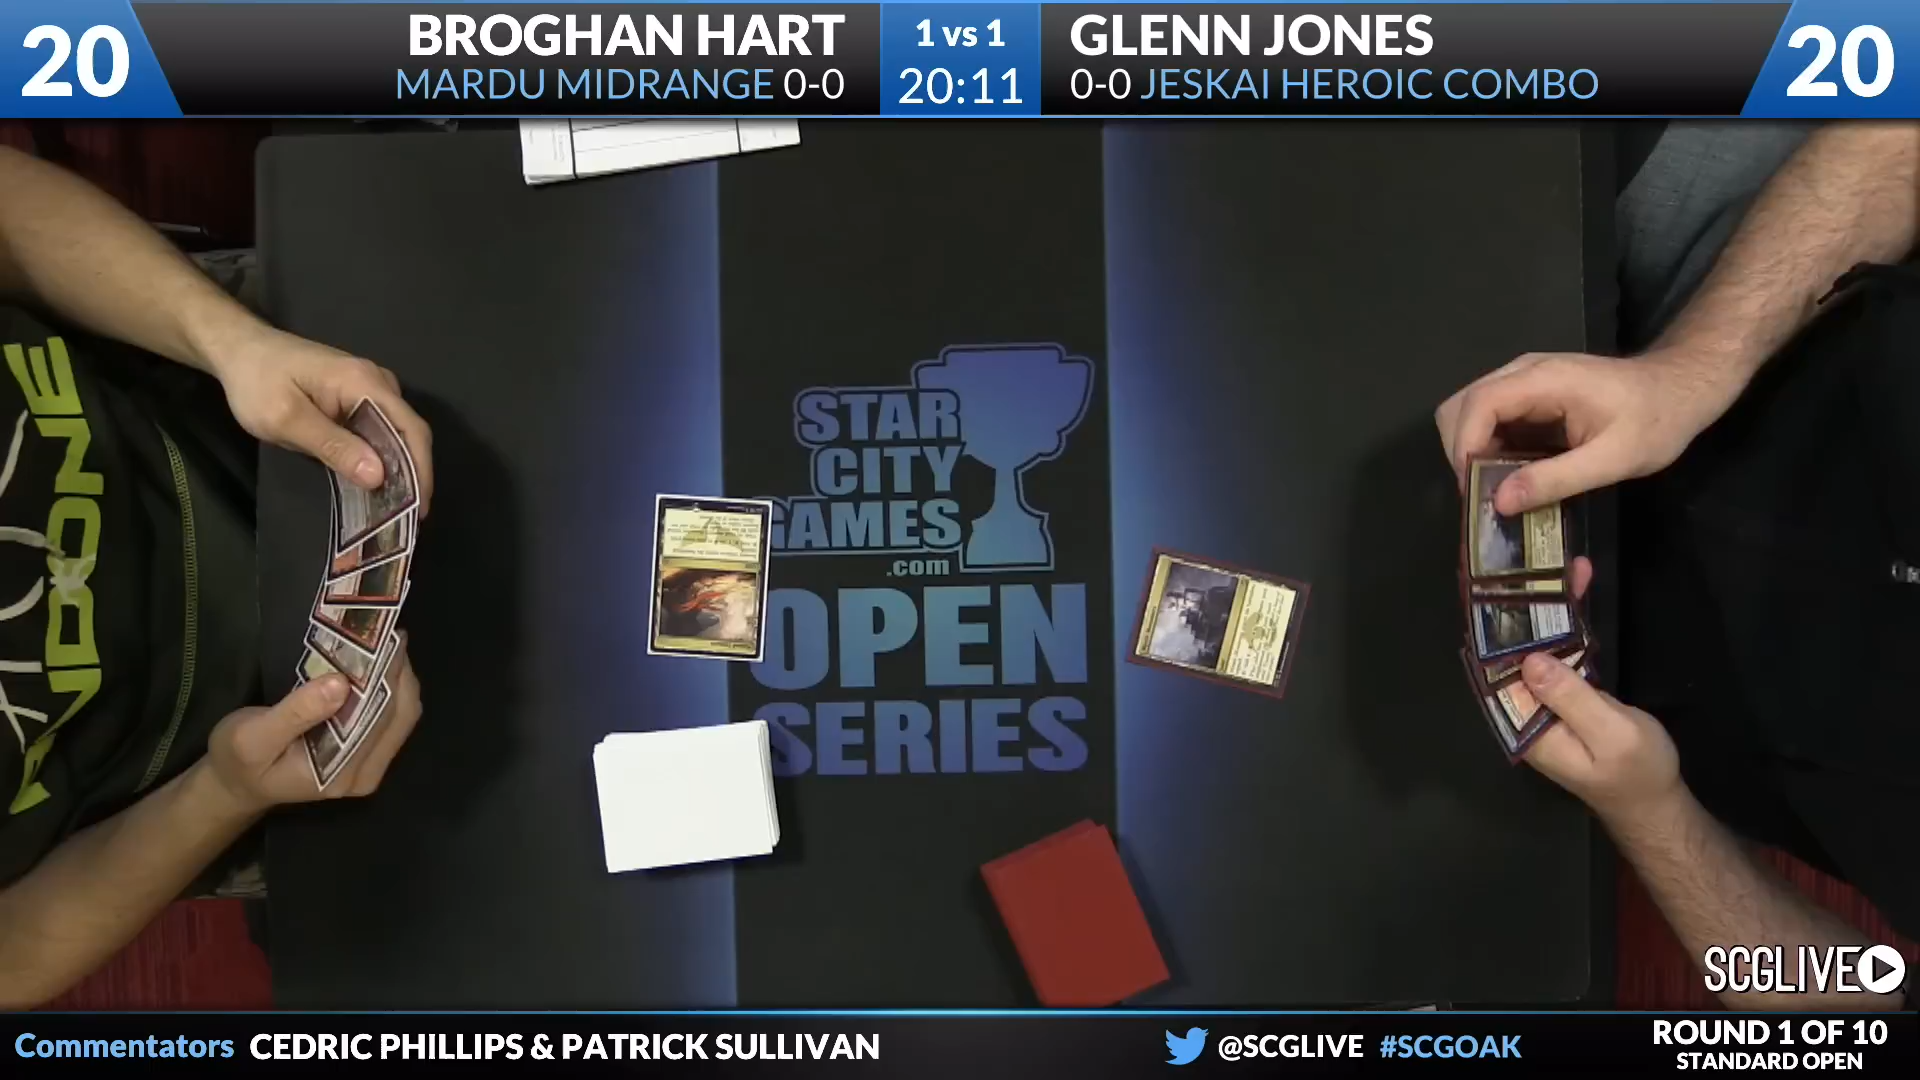 20
BROGHAN HART
MARDU MIDRANGE 0-0
1 vs 1
20:11
GLENN JONES
0-0 JESKAI HEROIC COMBO
20
NONE
STAR
CITY
GAMES
.com
OPEN
SERIES
SCGLIVE
Commentators CEDRIC PHILLIPS & PATRICK SULLIVAN
@SCGLIVE #SCGOAK
ROUND 1 OF 10
STANDARD OPEN